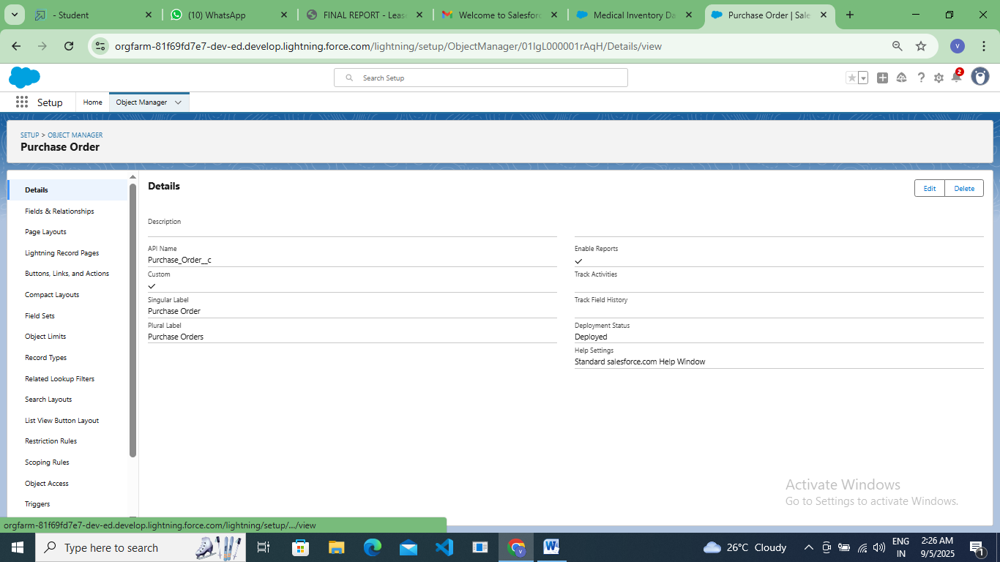 - Student
(10) WhatsApp
FINAL REPORT - Leas
Welcome to Salesforc
Medical Inventory Da
Purchase Order | Sale
orgfarm-81f69fd7e7-dev-ed.develop.lightning.force.com/lightning/setup/ObjectManager/01IgL000001rAqH/Details/view
V
Search Setup
2
Setup
Home
Object Manager
SETUP > OBJECT MANAGER
Purchase Order
Details
Fields & Relationships
Page Layouts
Lightning Record Pages
Buttons, Links, and Actions
Compact Layouts
Field Sets
Object Limits
Record Types
Related Lookup Filters
Search Layouts
List View Button Layout
Restriction Rules
Scoping Rules
Object Access
Triggers
Details
Edit
Delete
Description
API Name
Purchase_Order__c
Custom
Singular Label
Purchase Order
Plural Label
Purchase Orders
Enable Reports
Track Activities
Track Field History
Deployment Status
Deployed
Help Settings
Standard salesforce.com Help Window
Activate Windows
Go to Settings to activate Windows.
orgfarm-81f69fd7e7-dev-ed.develop.lightning.force.com/lightning/setup/.../view
Type here to search
26°C Cloudy
ENG
IN
2:26 AM
9/5/2025
1